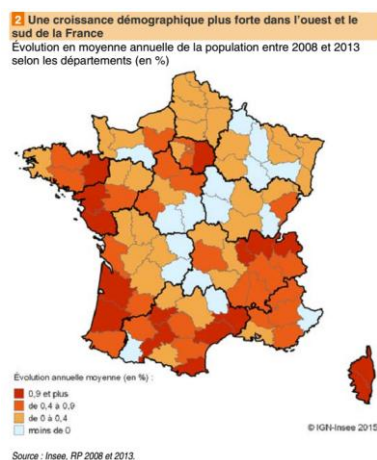 2 Une croissance démographique plus forte dans l'ouest et le
sud de la France
Évolution en moyenne annuelle de la population entre 2008 et 2013
selon les départements (en %)
Évolution annuelle moyenne (en %) :
0,9 et plus
de 0,4 à 0,9
de 0 à 0,4
moins de 0
© IGN-Insee 2015
Source : Insee, RP 2008 et 2013.